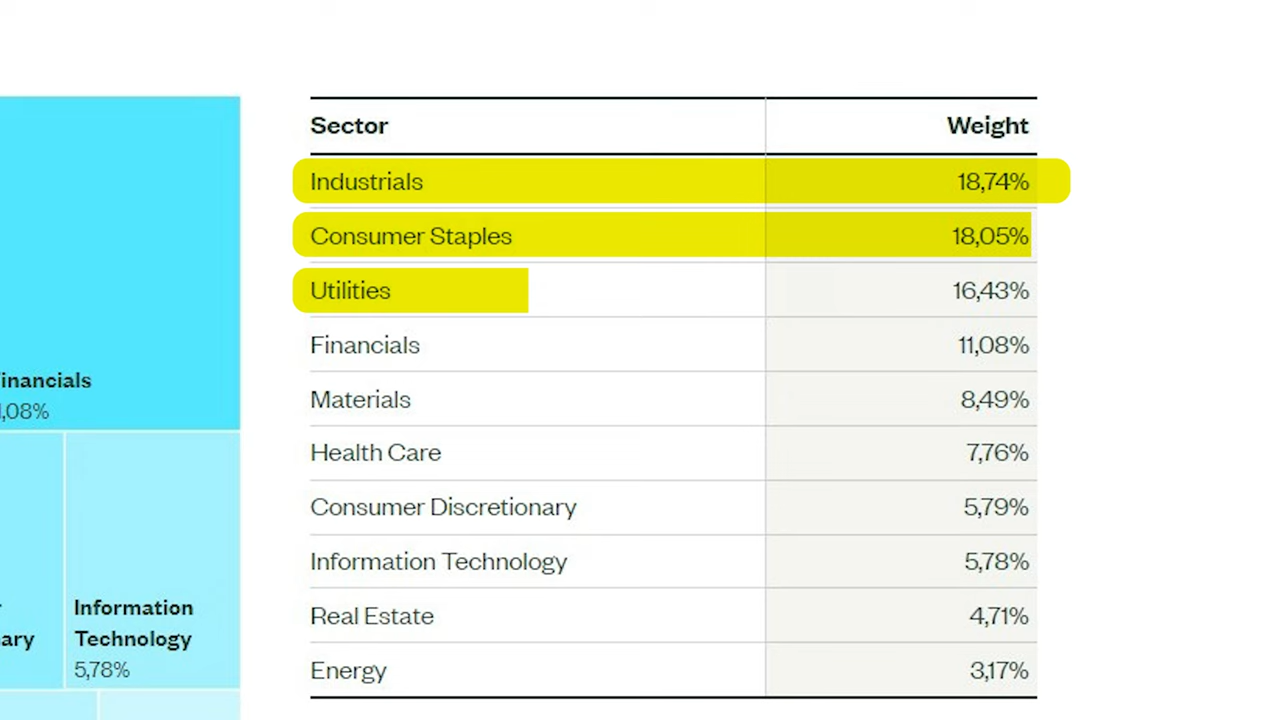 Sector Weight
Industrials 18,74%
Consumer Staples 18,05%
Utilities 16,43%
Financials 11,08%
Materials 8,49%
Health Care 7,76%
Consumer Discretionary 5,79%
Information Technology 5,78%
Real Estate 4,71%
Energy 3,17%
inancials
,08%
ary
Information
Technology
5,78%